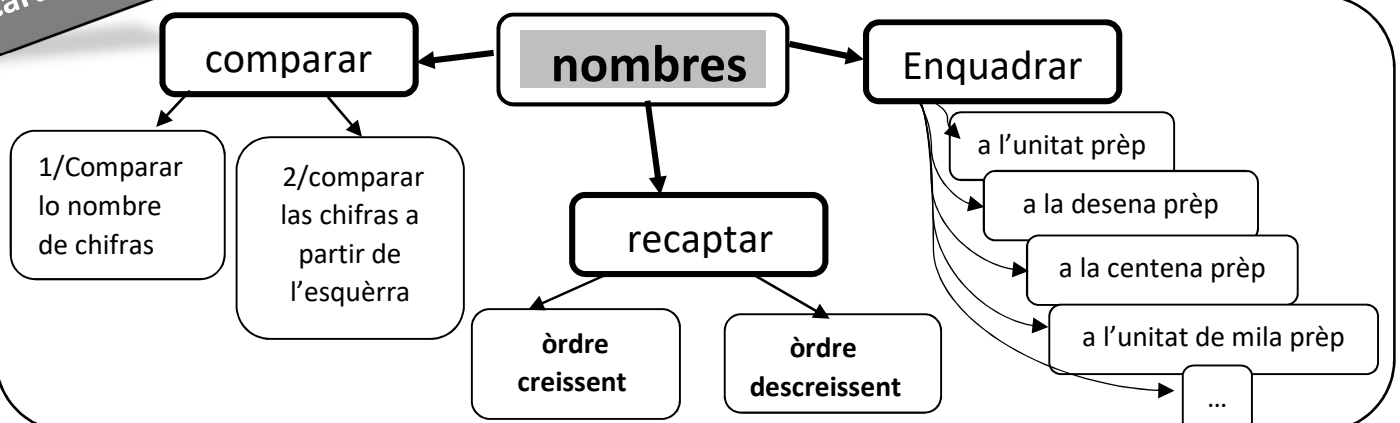 nombres
comparar
1/Comparar
lo nombre
de chifras
2/comparar
las chifras a
partir de
l’esquèrra
recaptar
òrdre
creissent
òrdre
descreissent
Enquadrar
a l’unitat prèp
a la desena prèp
a la centena prèp
a l’unitat de mila prèp
...